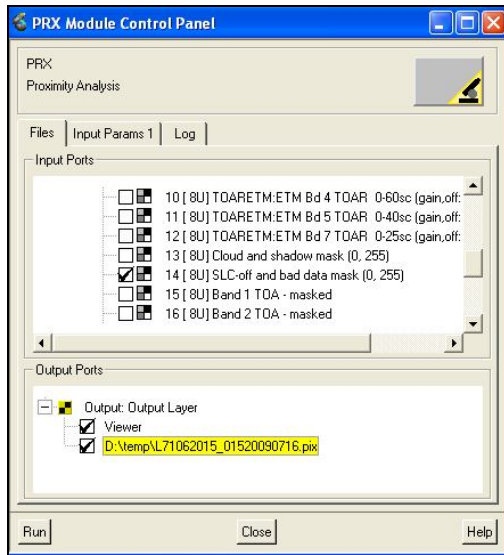 PRX Module Control Panel
PRX
Proximity Analysis
Files
Input Params 1
Log
Input Ports
10 [ 8U] TOARETM:ETM Bd 4 TOAR 0-60sc (gain,off:
11 [ 8U] TOARETM:ETM Bd 5 TOAR 0-40sc (gain,off:
12 [ 8U] TOARETM:ETM Bd 7 TOAR 0-25sc (gain,off:
13 [ 8U] Cloud and shadow mask (0, 255)
14 [ 8U] SLC-off and bad data mask (0, 255)
15 [ 8U] Band 1 TOA - masked
16 [ 8U] Band 2 TOA - masked
Output Ports
Output: Output Layer
Viewer
D:\temp\L71062015_01520090716.pix
Run
Close
Help